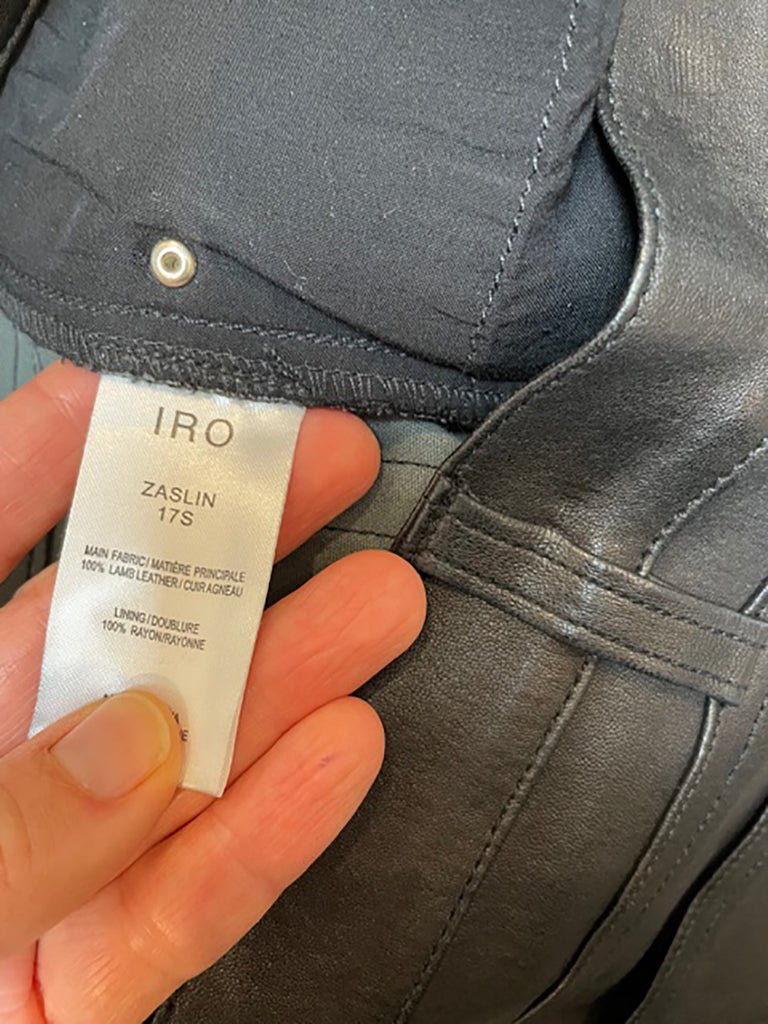 IRO
ZASLIN
17S
MAIN FABRIC/MATIÈRE PRINCIPALE
100% LAMB LEATHER/CUIR AGNEAU
LINING/DOUBLURE
100% RAYON/RAYONNE